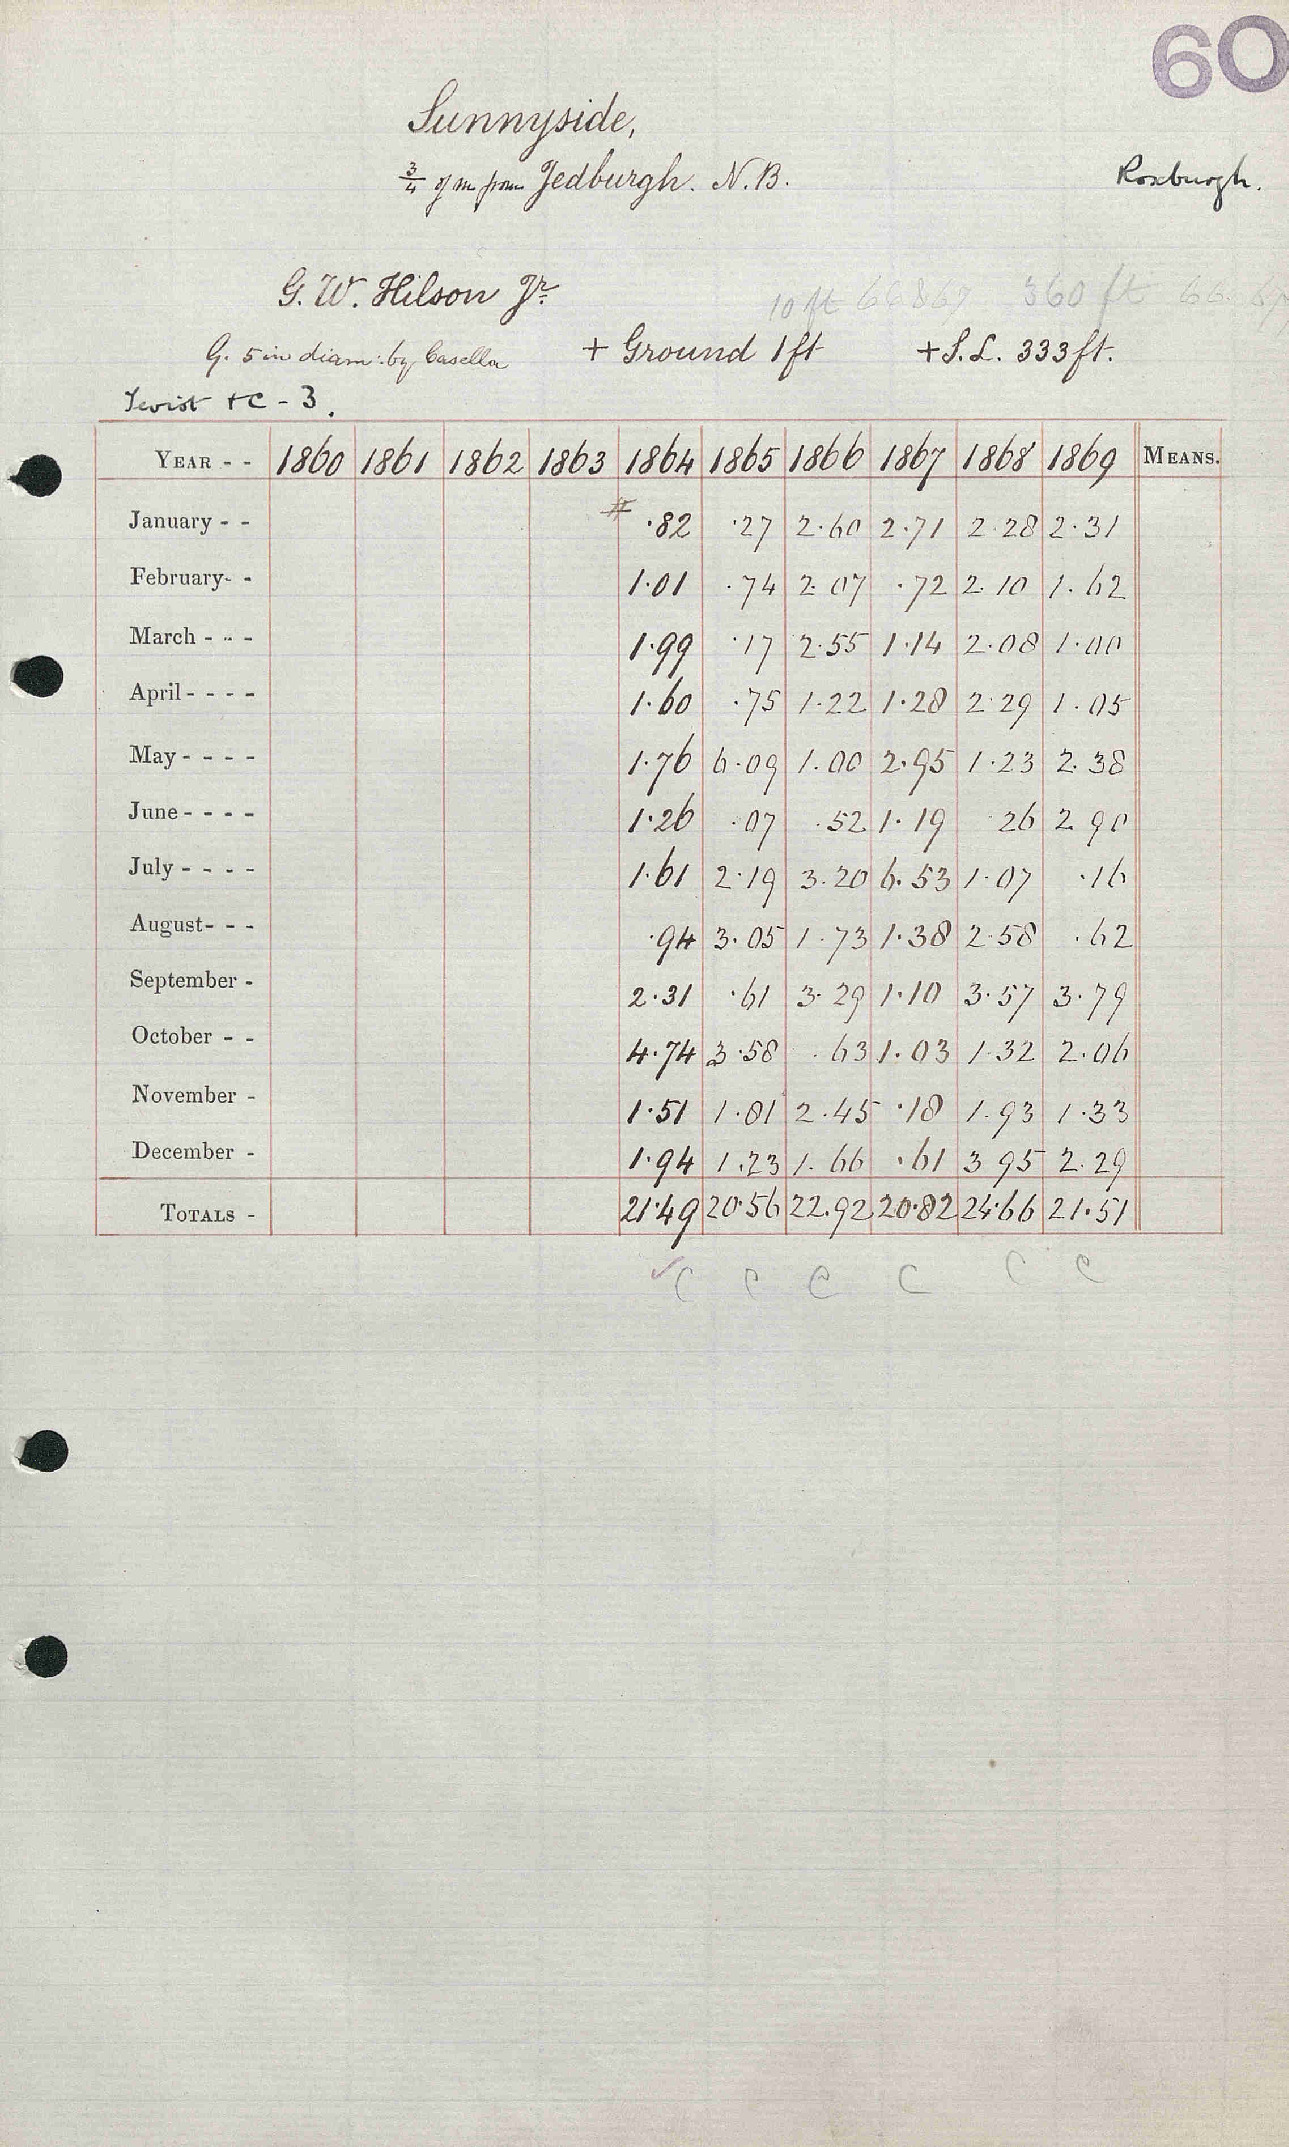 60
Sunnyside,
3/4 of m from Jedburgh. N.B.
Roxburgh.
10 ft 66867 360 ft 66. 67
G. W. Hilson Jr.
G. 5 in diam: by Casella + Ground 1 ft + S.L. 333 ft.
Teviot + C - 3.
YEAR - - 1860 1861 1862 1863 1864 1865 1866 1867 1868 1869 MEANS.
January - - # ·82 ·27 2·60 2·71 2·28 2·31
February- - 1·01 ·74 2·07 ·72 2·10 1·62
March - - - 1·99 ·17 2·55 1·14 2·08 1·00
April - - - - 1·60 ·75 1·22 1·28 2·29 1·05
May - - - - 1·76 6·09 1·00 2·95 1·23 2·38
June - - - - 1·26 ·07 ·52 1·19 ·26 2·90
July - - - - 1·61 2·19 3·20 6·53 1·07 ·16
August- - - ·94 3·05 1·73 1·38 2·58 ·62
September - 2·31 ·61 3·29 1·10 3·57 3·79
October - - 4·74 3·58 ·63 1·03 1·32 2·06
November - 1·51 1·81 2·45 ·18 1·93 1·33
December - 1·94 1·23 1·66 ·61 3·95 2·29
TOTALS - 21·49 20·56 22·92 20·82 24·66 21·51
✓C C C C C C